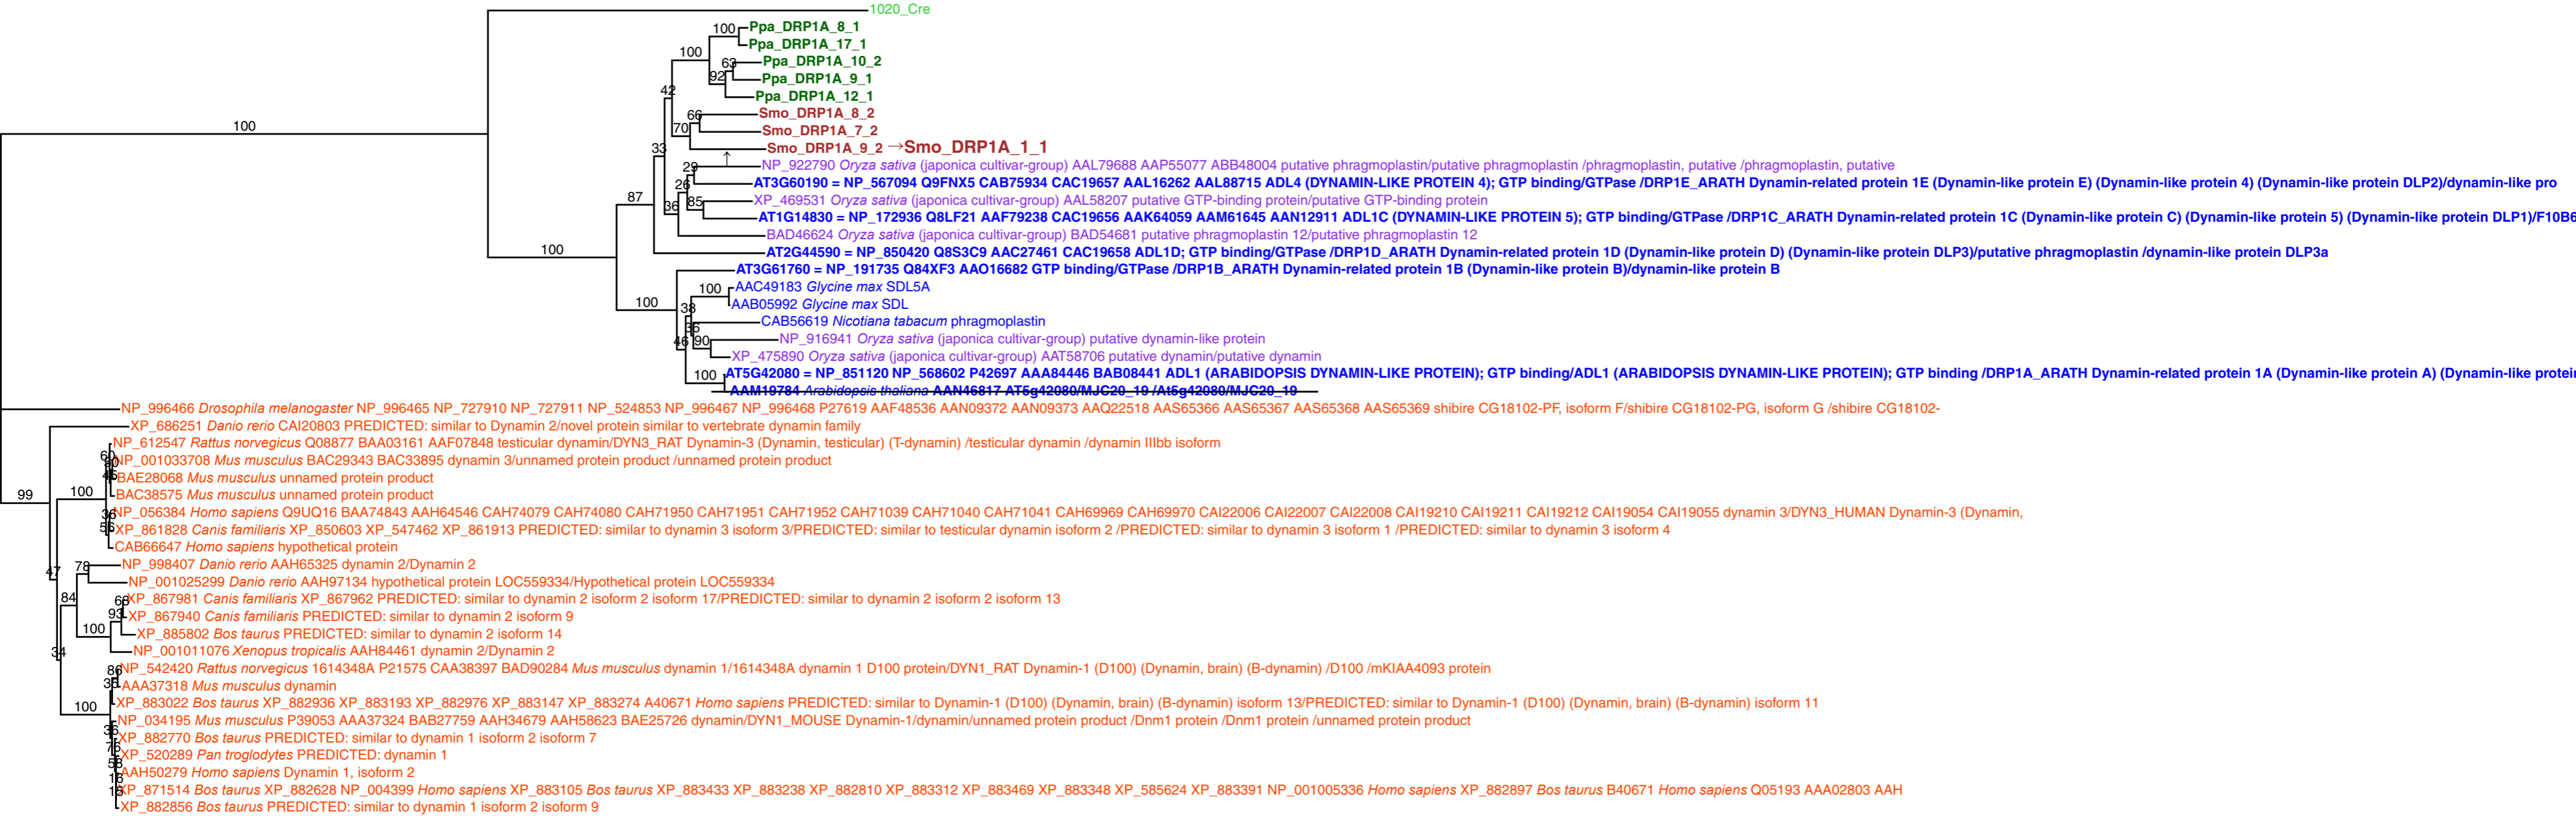 1020_Cre
100 Ppa_DRP1A_8_1
Ppa_DRP1A_17_1
100
63 Ppa_DRP1A_10_2
92 Ppa_DRP1A_9_1
42 Ppa_DRP1A_12_1
66 Smo_DRP1A_8_2
100 70 Smo_DRP1A_7_2
33 Smo_DRP1A_9_2 →Smo_DRP1A_1_1
↑
29 NP_922790 Oryza sativa (japonica cultivar-group) AAL79688 AAP55077 ABB48004 putative phragmoplastin/putative phragmoplastin /phragmoplastin, putative /phragmoplastin, putative
26 AT3G60190 = NP_567094 Q9FNX5 CAB75934 CAC19657 AAL16262 AAL88715 ADL4 (DYNAMIN-LIKE PROTEIN 4); GTP binding/GTPase /DRP1E_ARATH Dynamin-related protein 1E (Dynamin-like protein E) (Dynamin-like protein 4) (Dynamin-like protein DLP2)/dynamin-like pro
87 36 85 XP_469531 Oryza sativa (japonica cultivar-group) AAL58207 putative GTP-binding protein/putative GTP-binding protein
AT1G14830 = NP_172936 Q8LF21 AAF79238 CAC19656 AAK64059 AAM61645 AAN12911 ADL1C (DYNAMIN-LIKE PROTEIN 5); GTP binding/GTPase /DRP1C_ARATH Dynamin-related protein 1C (Dynamin-like protein C) (Dynamin-like protein 5) (Dynamin-like protein DLP1)/F10B6
BAD46624 Oryza sativa (japonica cultivar-group) BAD54681 putative phragmoplastin 12/putative phragmoplastin 12
100 AT2G44590 = NP_850420 Q8S3C9 AAC27461 CAC19658 ADL1D; GTP binding/GTPase /DRP1D_ARATH Dynamin-related protein 1D (Dynamin-like protein D) (Dynamin-like protein DLP3)/putative phragmoplastin /dynamin-like protein DLP3a
AT3G61760 = NP_191735 Q84XF3 AAO16682 GTP binding/GTPase /DRP1B_ARATH Dynamin-related protein 1B (Dynamin-like protein B)/dynamin-like protein B
100 AAC49183 Glycine max SDL5A
100 38 AAB05992 Glycine max SDL
36 CAB56619 Nicotiana tabacum phragmoplastin
46 90 NP_916941 Oryza sativa (japonica cultivar-group) putative dynamin-like protein
XP_475890 Oryza sativa (japonica cultivar-group) AAT58706 putative dynamin/putative dynamin
100 AT5G42080 = NP_851120 NP_568602 P42697 AAA84446 BAB08441 ADL1 (ARABIDOPSIS DYNAMIN-LIKE PROTEIN); GTP binding/ADL1 (ARABIDOPSIS DYNAMIN-LIKE PROTEIN); GTP binding /DRP1A_ARATH Dynamin-related protein 1A (Dynamin-like protein A) (Dynamin-like protein
AAM19784 Arabidopsis thaliana AAN46817 AT5g42080/MJC20_19 /At5g42080/MJC20_19
NP_996466 Drosophila melanogaster NP_996465 NP_727910 NP_727911 NP_524853 NP_996467 NP_996468 P27619 AAF48536 AAN09372 AAN09373 AAQ22518 AAS65366 AAS65367 AAS65368 AAS65369 shibire CG18102-PF, isoform F/shibire CG18102-PG, isoform G /shibire CG18102-
XP_686251 Danio rerio CAI20803 PREDICTED: similar to Dynamin 2/novel protein similar to vertebrate dynamin family
NP_612547 Rattus norvegicus Q08877 BAA03161 AAF07848 testicular dynamin/DYN3_RAT Dynamin-3 (Dynamin, testicular) (T-dynamin) /testicular dynamin /dynamin IIIbb isoform
NP_001033708 Mus musculus BAC29343 BAC33895 dynamin 3/unnamed protein product /unnamed protein product
BAE28068 Mus musculus unnamed protein product
99 100 BAC38575 Mus musculus unnamed protein product
NP_056384 Homo sapiens Q9UQ16 BAA74843 AAH64546 CAH74079 CAH74080 CAH71950 CAH71951 CAH71952 CAH71039 CAH71040 CAH71041 CAH69969 CAH69970 CAI22006 CAI22007 CAI22008 CAI19210 CAI19211 CAI19212 CAI19054 CAI19055 dynamin 3/DYN3_HUMAN Dynamin-3 (Dynamin,
XP_861828 Canis familiaris XP_850603 XP_547462 XP_861913 PREDICTED: similar to dynamin 3 isoform 3/PREDICTED: similar to testicular dynamin isoform 2 /PREDICTED: similar to dynamin 3 isoform 1 /PREDICTED: similar to dynamin 3 isoform 4
CAB66647 Homo sapiens hypothetical protein
47 78 NP_998407 Danio rerio AAH65325 dynamin 2/Dynamin 2
NP_001025299 Danio rerio AAH97134 hypothetical protein LOC559334/Hypothetical protein LOC559334
84 XP_867981 Canis familiaris XP_867962 PREDICTED: similar to dynamin 2 isoform 2 isoform 17/PREDICTED: similar to dynamin 2 isoform 2 isoform 13
93 XP_867940 Canis familiaris PREDICTED: similar to dynamin 2 isoform 9
100 XP_885802 Bos taurus PREDICTED: similar to dynamin 2 isoform 14
34 NP_001011076 Xenopus tropicalis AAH84461 dynamin 2/Dynamin 2
86 NP_542420 Rattus norvegicus 1614348A P21575 CAA38397 BAD90284 Mus musculus dynamin 1/1614348A dynamin 1 D100 protein/DYN1_RAT Dynamin-1 (D100) (Dynamin, brain) (B-dynamin) /D100 /mKIAA4093 protein
AAA37318 Mus musculus dynamin
100 XP_883022 Bos taurus XP_882936 XP_883193 XP_882976 XP_883147 XP_883274 A40671 Homo sapiens PREDICTED: similar to Dynamin-1 (D100) (Dynamin, brain) (B-dynamin) isoform 13/PREDICTED: similar to Dynamin-1 (D100) (Dynamin, brain) (B-dynamin) isoform 11
NP_034195 Mus musculus P39053 AAA37324 BAB27759 AAH34679 AAH58623 BAE25726 dynamin/DYN1_MOUSE Dynamin-1/dynamin/unnamed protein product /Dnm1 protein /Dnm1 protein /unnamed protein product
XP_882770 Bos taurus PREDICTED: similar to dynamin 1 isoform 2 isoform 7
XP_520289 Pan troglodytes PREDICTED: dynamin 1
AAH50279 Homo sapiens Dynamin 1, isoform 2
XP_871514 Bos taurus XP_882628 NP_004399 Homo sapiens XP_883105 Bos taurus XP_883433 XP_883238 XP_882810 XP_883312 XP_883469 XP_883348 XP_585624 XP_883391 NP_001005336 Homo sapiens XP_882897 Bos taurus B40671 Homo sapiens Q05193 AAA02803 AAH
XP_882856 Bos taurus PREDICTED: similar to dynamin 1 isoform 2 isoform 9